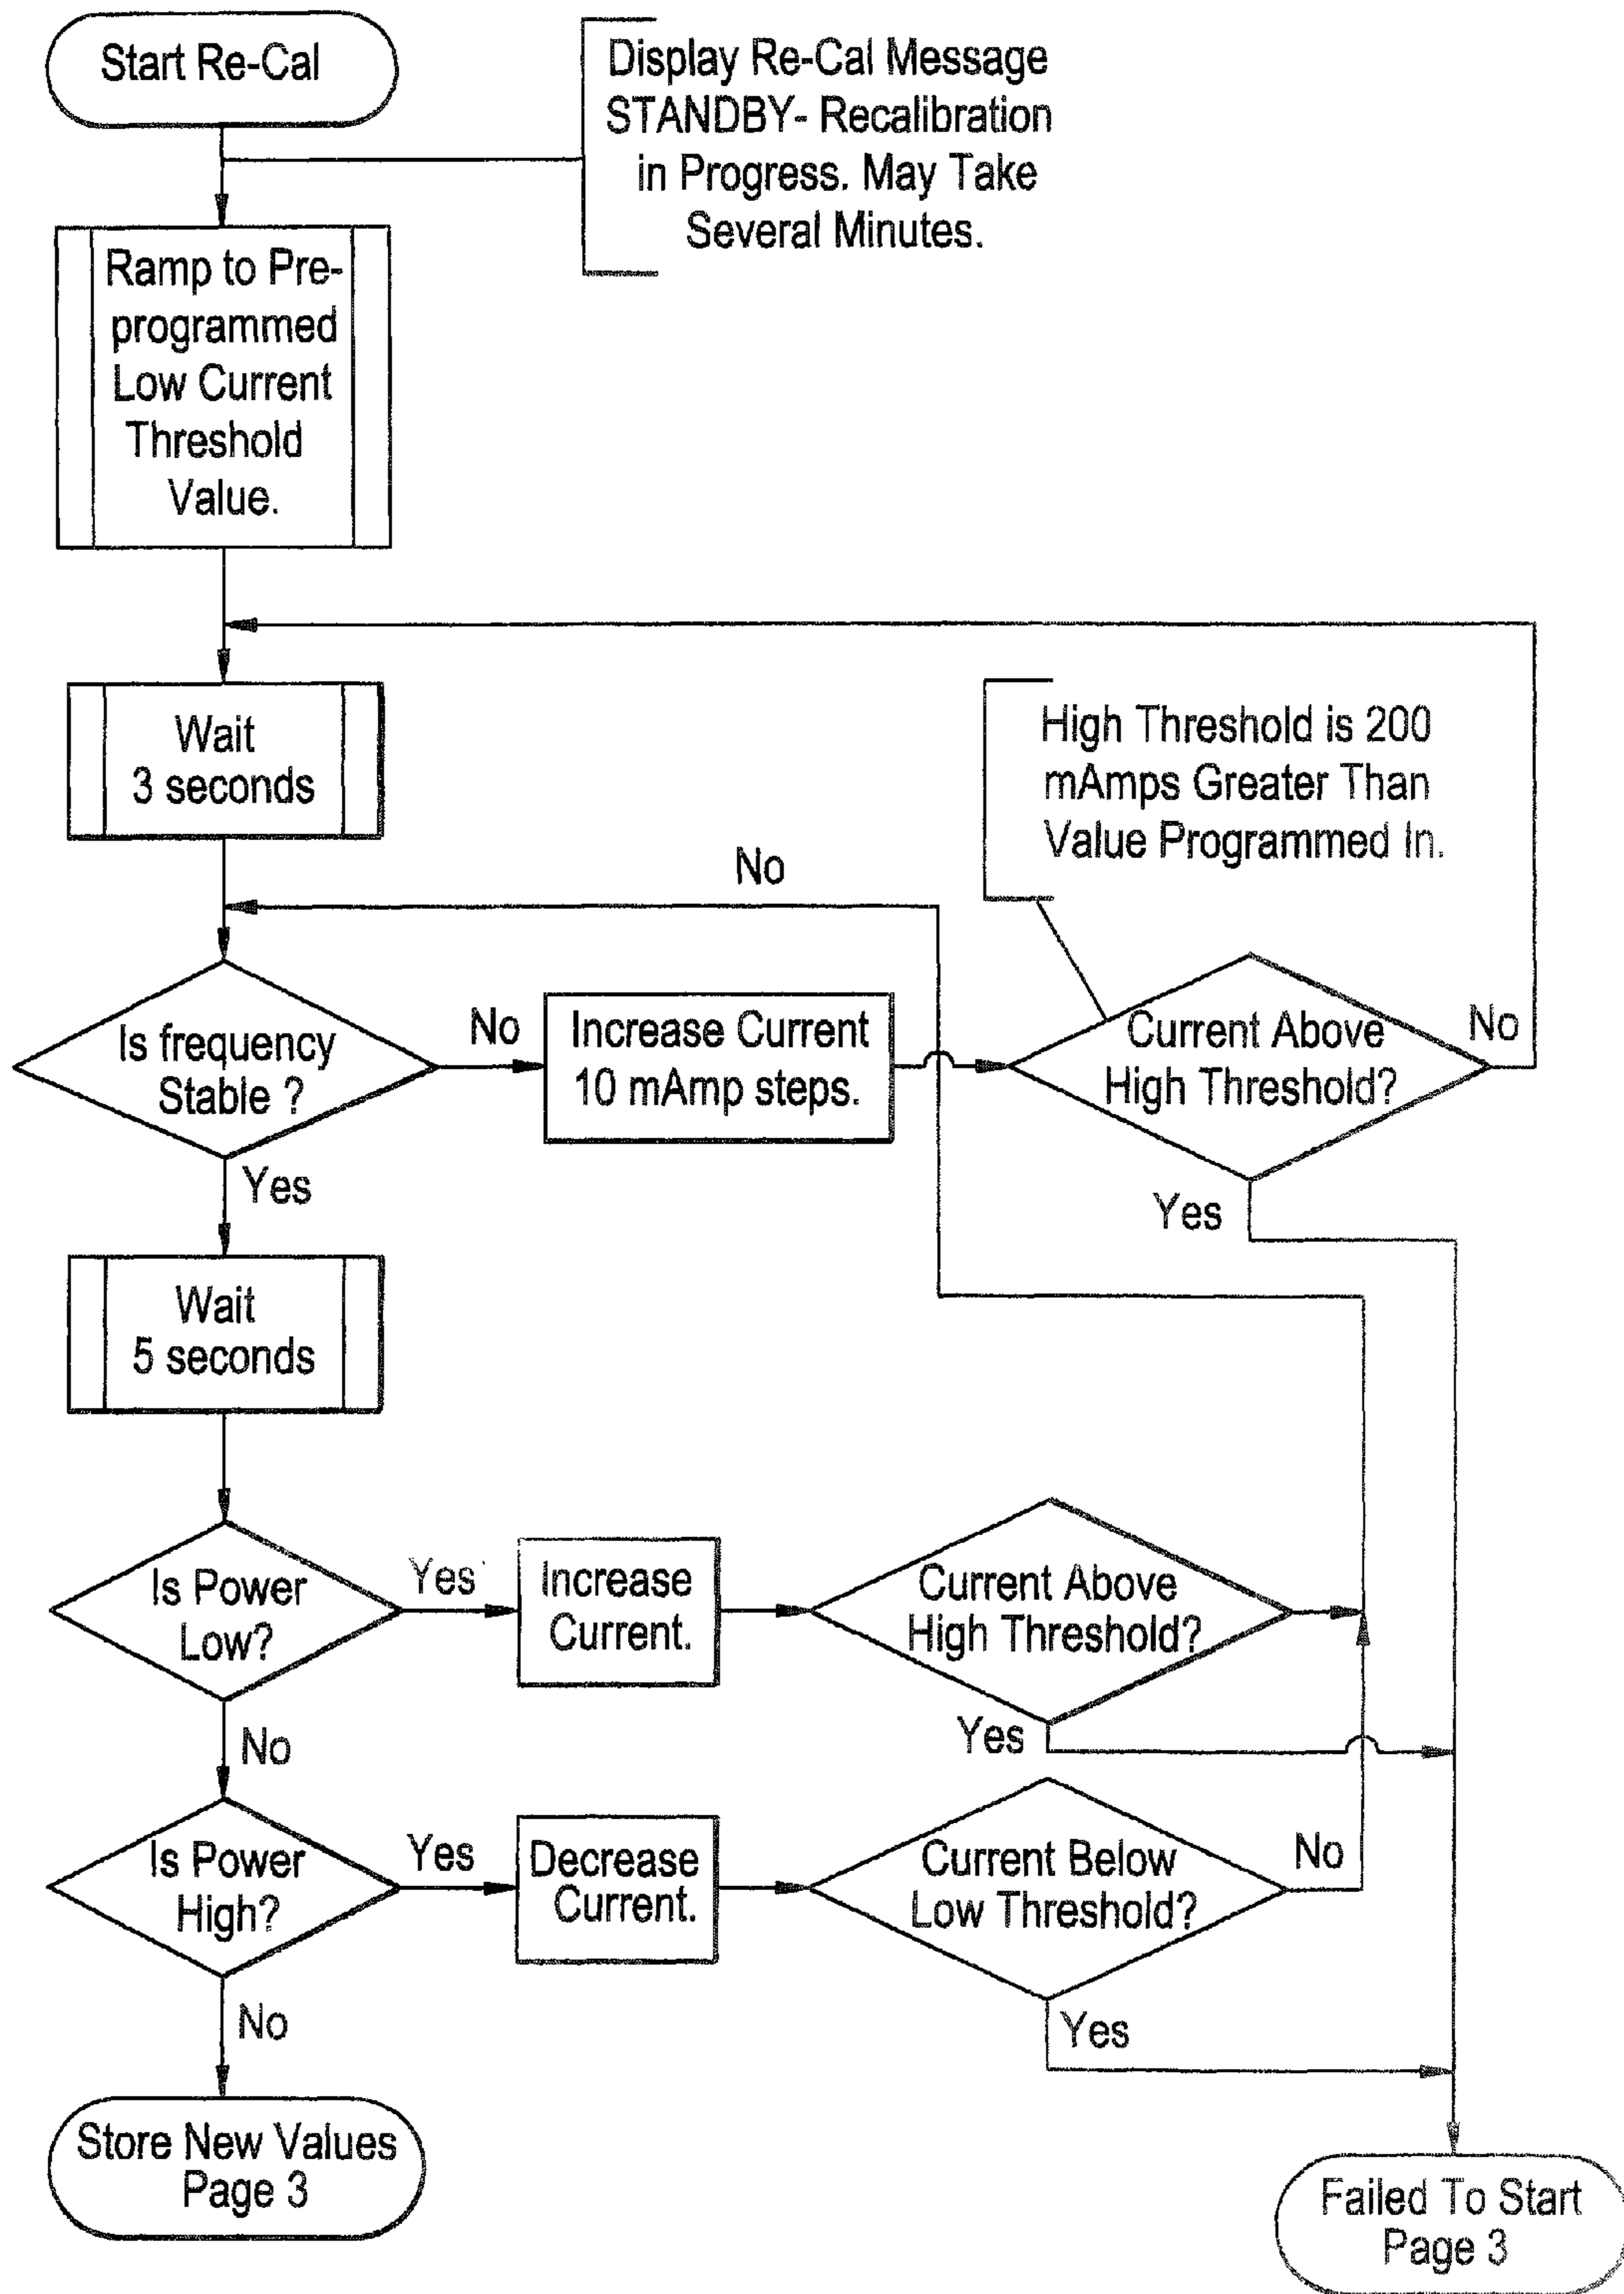 Start Re-Cal
Display Re-Cal Message
STANDBY- Recalibration
in Progress. May Take
Several Minutes.
Ramp to Pre-
programmed
Low Current
Threshold
Value.
Wait
3 seconds
High Threshold is 200
mAmps Greater Than
Value Programmed In.
No
Is frequency
Stable ?
No
Increase Current
10 mAmp steps.
Current Above
High Threshold?
No
Yes
Yes
Wait
5 seconds
Is Power
Low?
Yes
Increase
Current.
Current Above
High Threshold?
Yes
No
Is Power
High?
Yes
Decrease
Current.
Current Below
Low Threshold?
No
Yes
No
Store New Values
Page 3
Failed To Start
Page 3